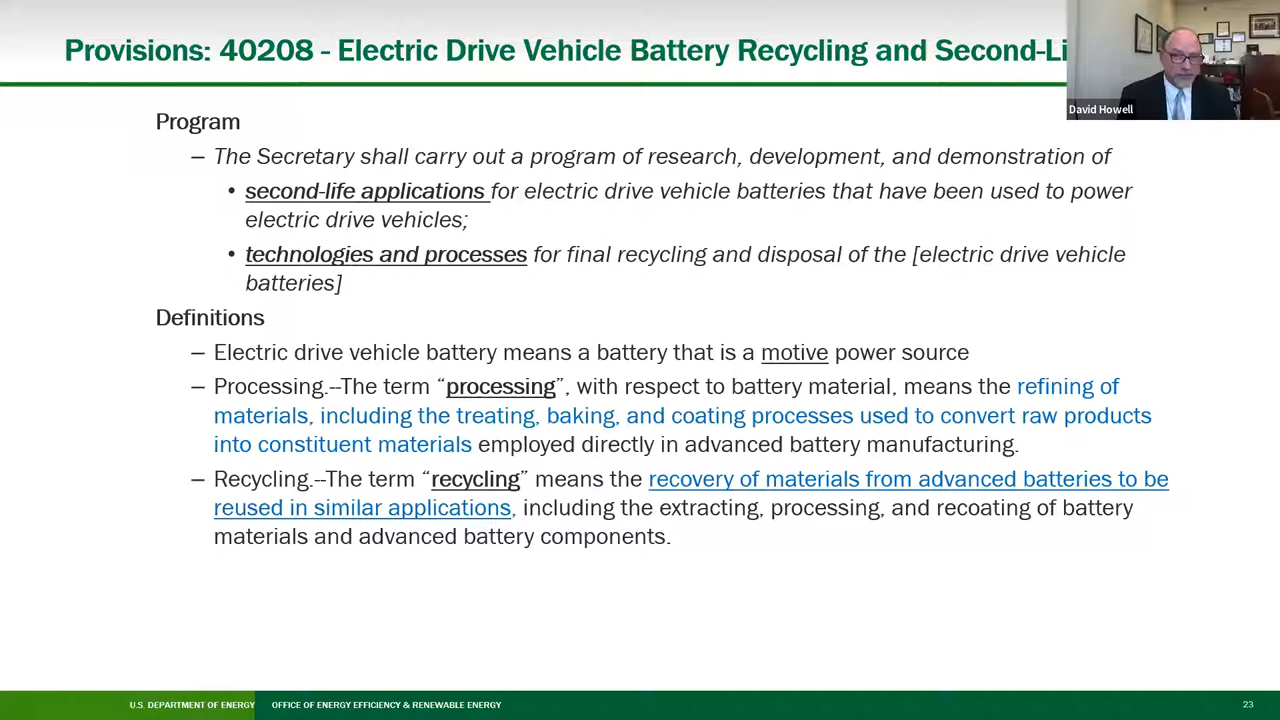 Provisions: 40208 - Electric Drive Vehicle Battery Recycling and Second-Li
David Howell
Program
– The Secretary shall carry out a program of research, development, and demonstration of
• second-life applications for electric drive vehicle batteries that have been used to power
electric drive vehicles;
• technologies and processes for final recycling and disposal of the [electric drive vehicle
batteries]
Definitions
– Electric drive vehicle battery means a battery that is a motive power source
– Processing.--The term “processing”, with respect to battery material, means the refining of
materials, including the treating, baking, and coating processes used to convert raw products
into constituent materials employed directly in advanced battery manufacturing.
– Recycling.--The term “recycling” means the recovery of materials from advanced batteries to be
reused in similar applications, including the extracting, processing, and recoating of battery
materials and advanced battery components.
U.S. DEPARTMENT OF ENERGY OFFICE OF ENERGY EFFICIENCY & RENEWABLE ENERGY 23